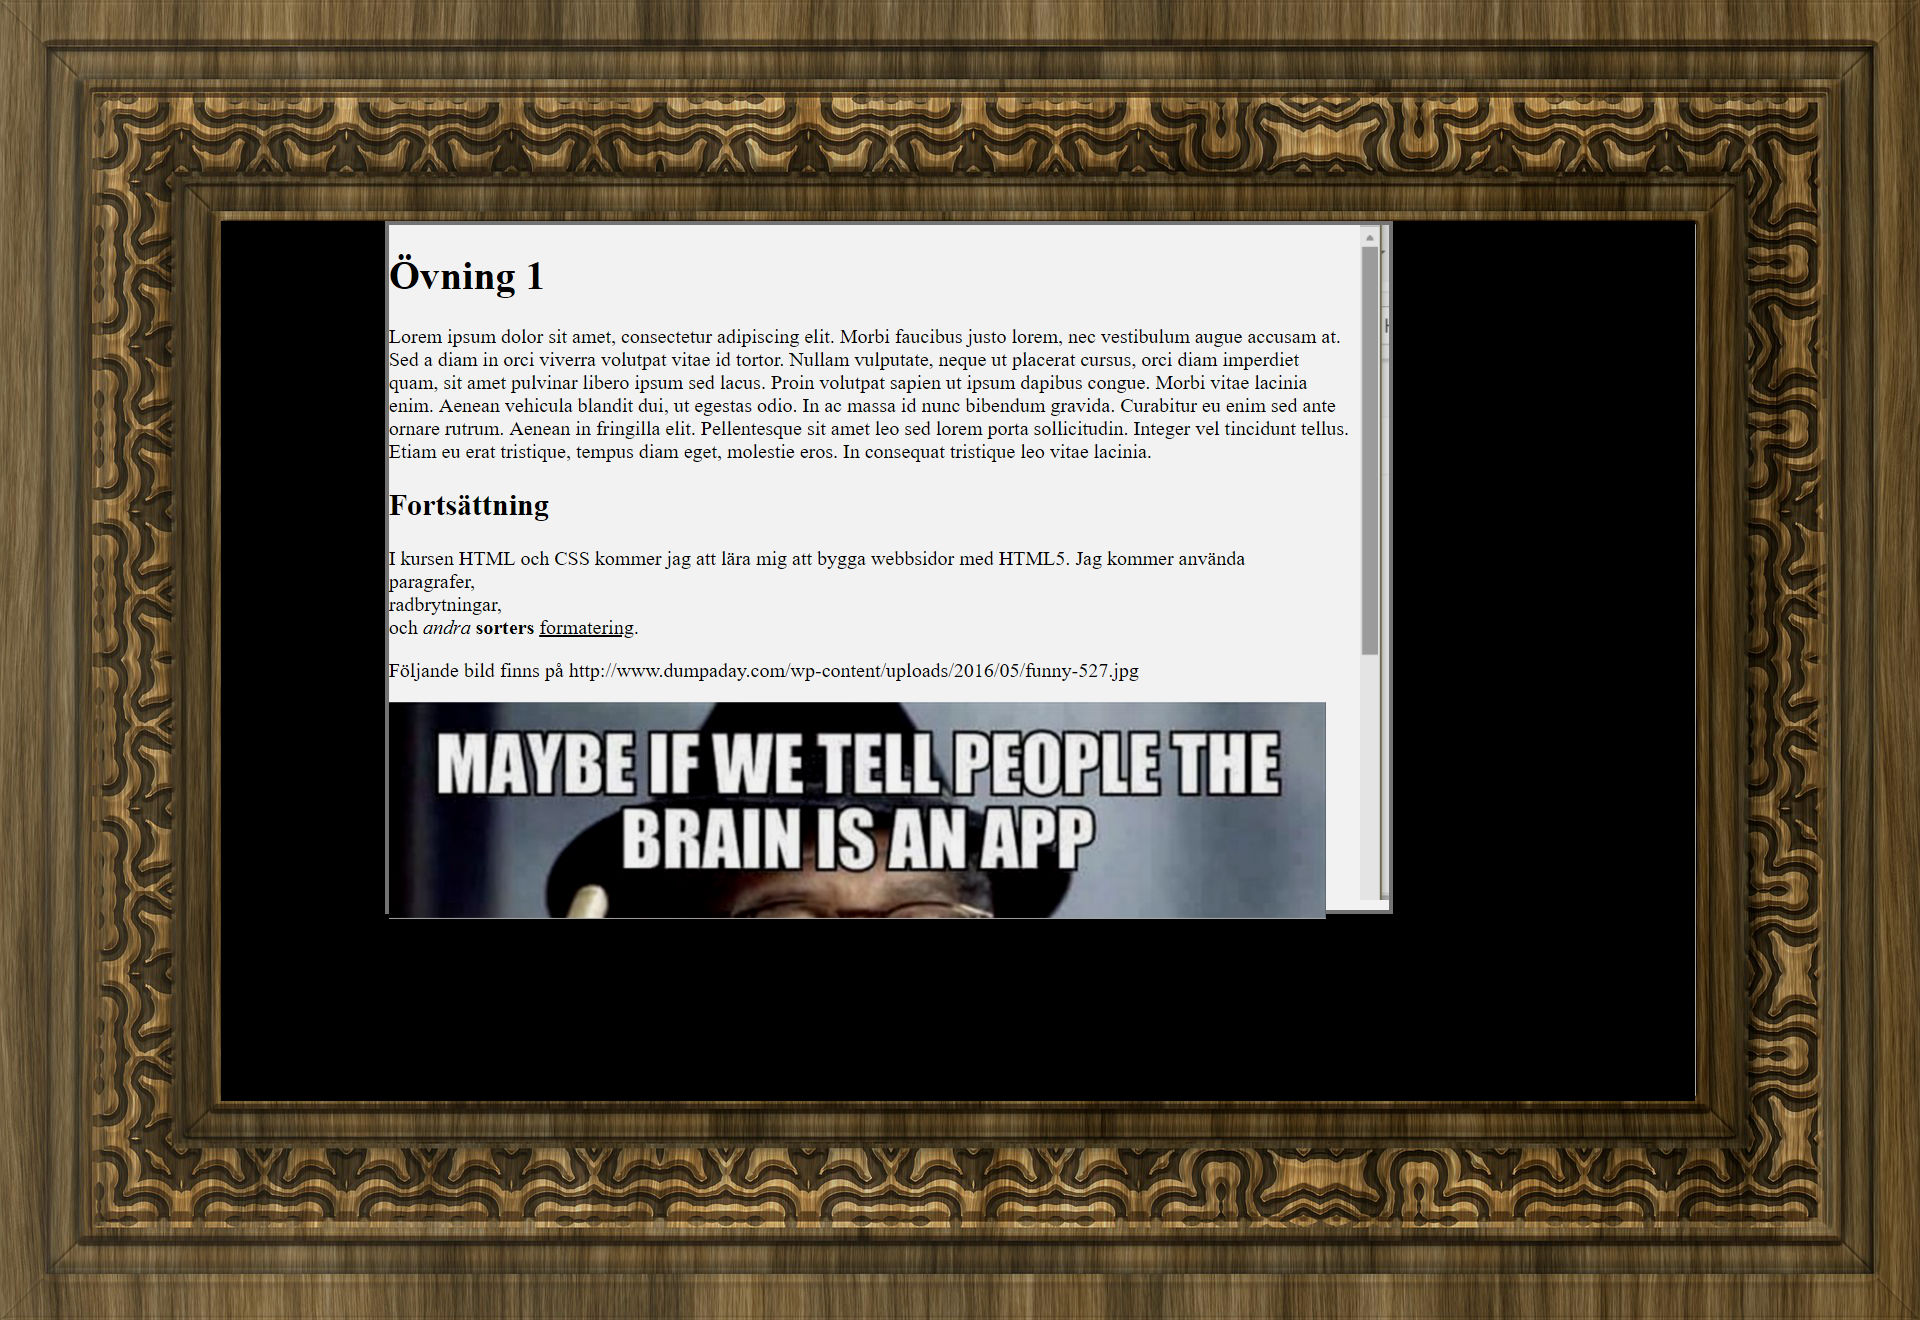 Övning 1
Lorem ipsum dolor sit amet, consectetur adipiscing elit. Morbi faucibus justo lorem, nec vestibulum augue accusam at.
Sed a diam in orci viverra volutpat vitae id tortor. Nullam vulputate, neque ut placerat cursus, orci diam imperdiet
quam, sit amet pulvinar libero ipsum sed lacus. Proin volutpat sapien ut ipsum dapibus congue. Morbi vitae lacinia
enim. Aenean vehicula blandit dui, ut egestas odio. In ac massa id nunc bibendum gravida. Curabitur eu enim sed ante
ornare rutrum. Aenean in fringilla elit. Pellentesque sit amet leo sed lorem porta sollicitudin. Integer vel tincidunt tellus.
Etiam eu erat tristique, tempus diam eget, molestie eros. In consequat tristique leo vitae lacinia.
Fortsättning
I kursen HTML och CSS kommer jag att lära mig att bygga webbsidor med HTML5. Jag kommer använda
paragrafer,
radbrytningar,
och andra sorters formatering.
Följande bild finns på http://www.dumpaday.com/wp-content/uploads/2016/05/funny-527.jpg
MAYBE IF WE TELL PEOPLE THE
BRAIN IS AN APP